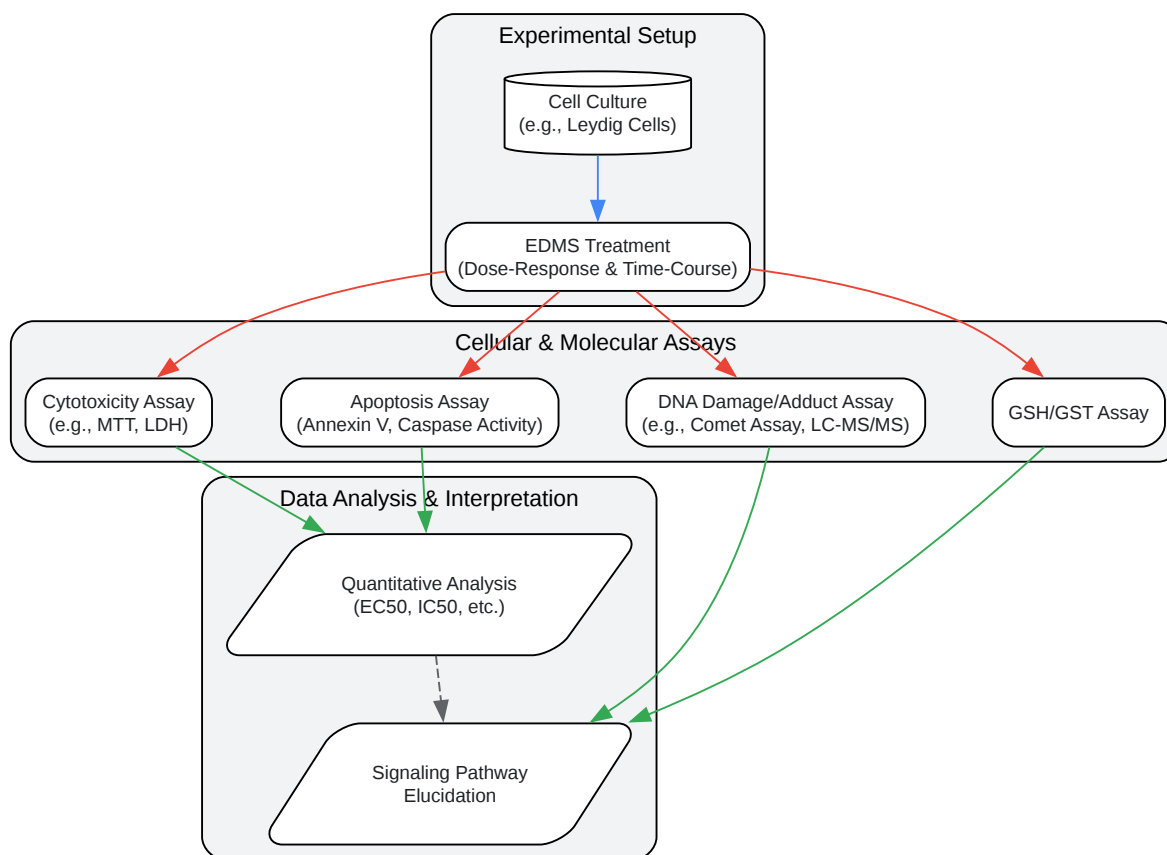 Experimental Setup
Cell Culture
(e.g., Leydig Cells)
EDMS Treatment
(Dose-Response & Time-Course)
Cellular & Molecular Assays
Cytotoxicity Assay
(e.g., MTT, LDH)
Apoptosis Assay
(Annexin V, Caspase Activity)
DNA Damage/Adduct Assay
(e.g., Comet Assay, LC-MS/MS)
GSH/GST Assay
Data Analysis & Interpretation
Quantitative Analysis
(EC50, IC50, etc.)
Signaling Pathway
Elucidation